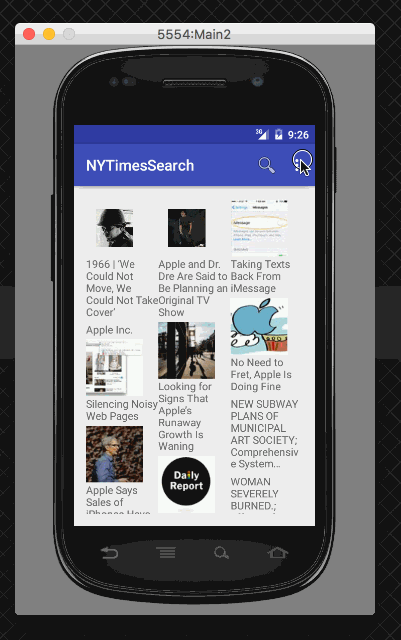 5554:Main2
3G
9:26
NYTimesSearch
1966 | ‘We
Could Not
Move, We
Could Not Take
Cover’
Apple Inc.
Silencing Noisy
Web Pages
Apple Says
Sales of
iPhones Have
Apple and Dr.
Dre Are Said to
Be Planning an
Original TV
Show
Looking for
Signs That
Apple’s
Runaway
Growth Is
Waning
Daily
Report
Messages
Message
Taking Texts
Back From
iMessage
No Need to
Fret, Apple Is
Doing Fine
NEW SUBWAY
PLANS OF
MUNICIPAL
ART SOCIETY;
Comprehensiv
e System...
WOMAN
SEVERELY
BURNED.;